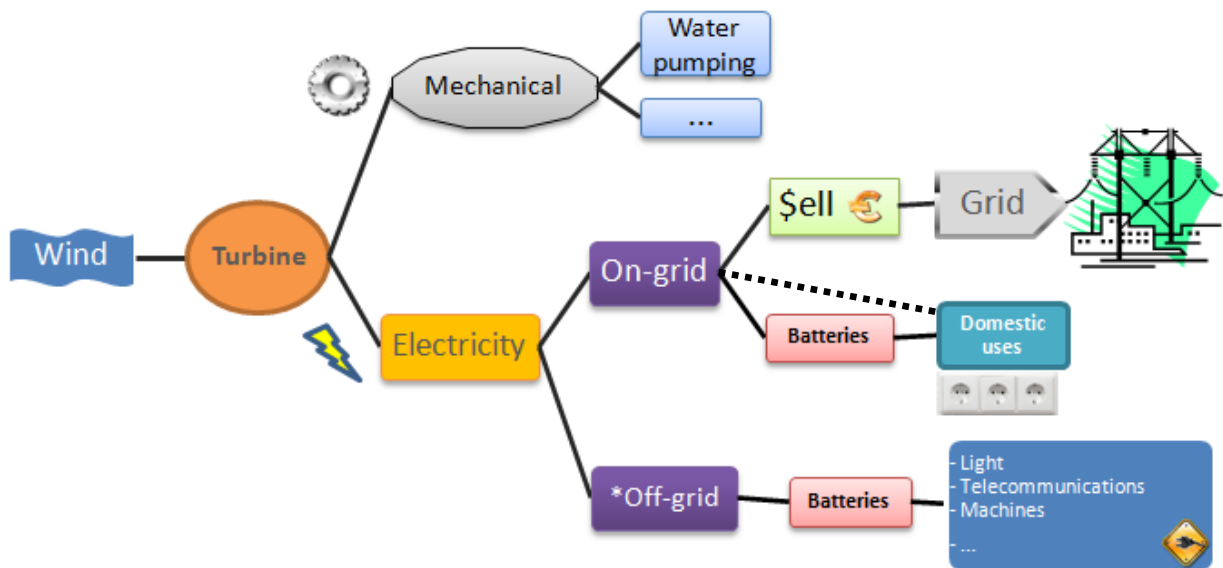 Water
pumping
Mechanical
...
$ell
Grid
Wind
Turbine
On-grid
Electricity
Batteries
Domestic
uses
*Off-grid
Batteries
- Light
- Telecommunications
- Machines
- ...